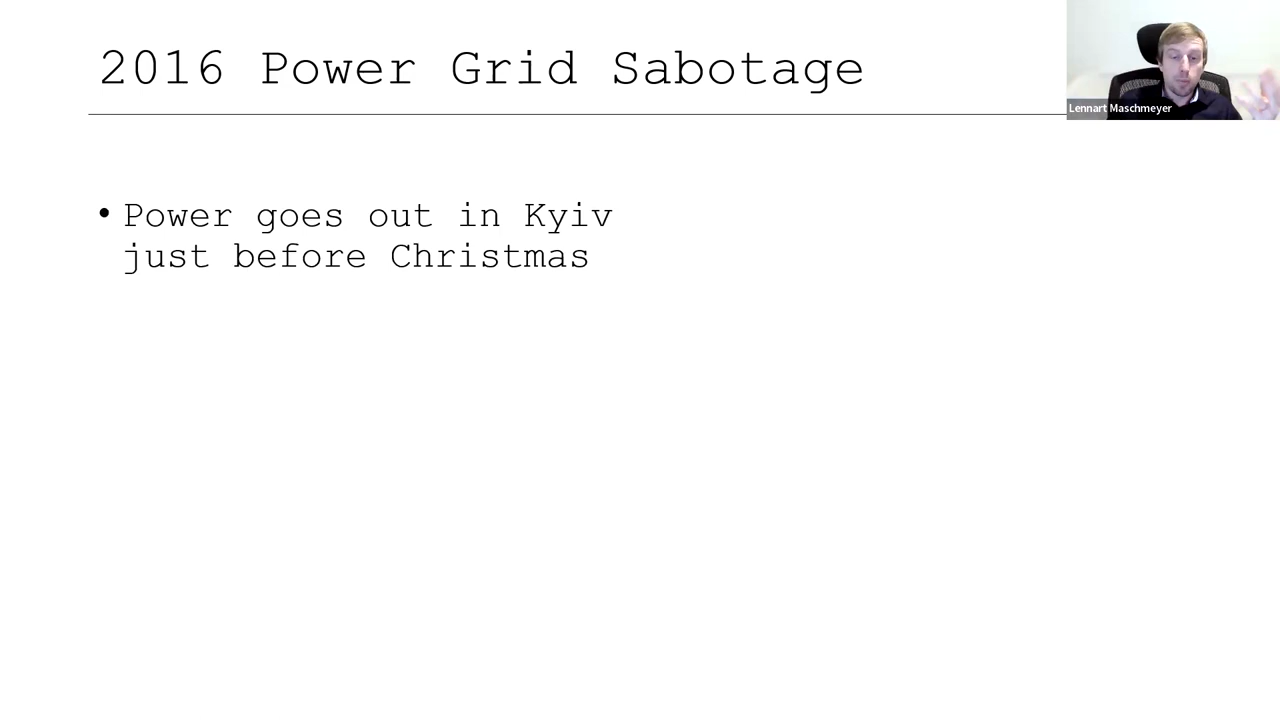 2016 Power Grid Sabotage
Lennart Maschmeyer
• Power goes out in Kyiv
just before Christmas